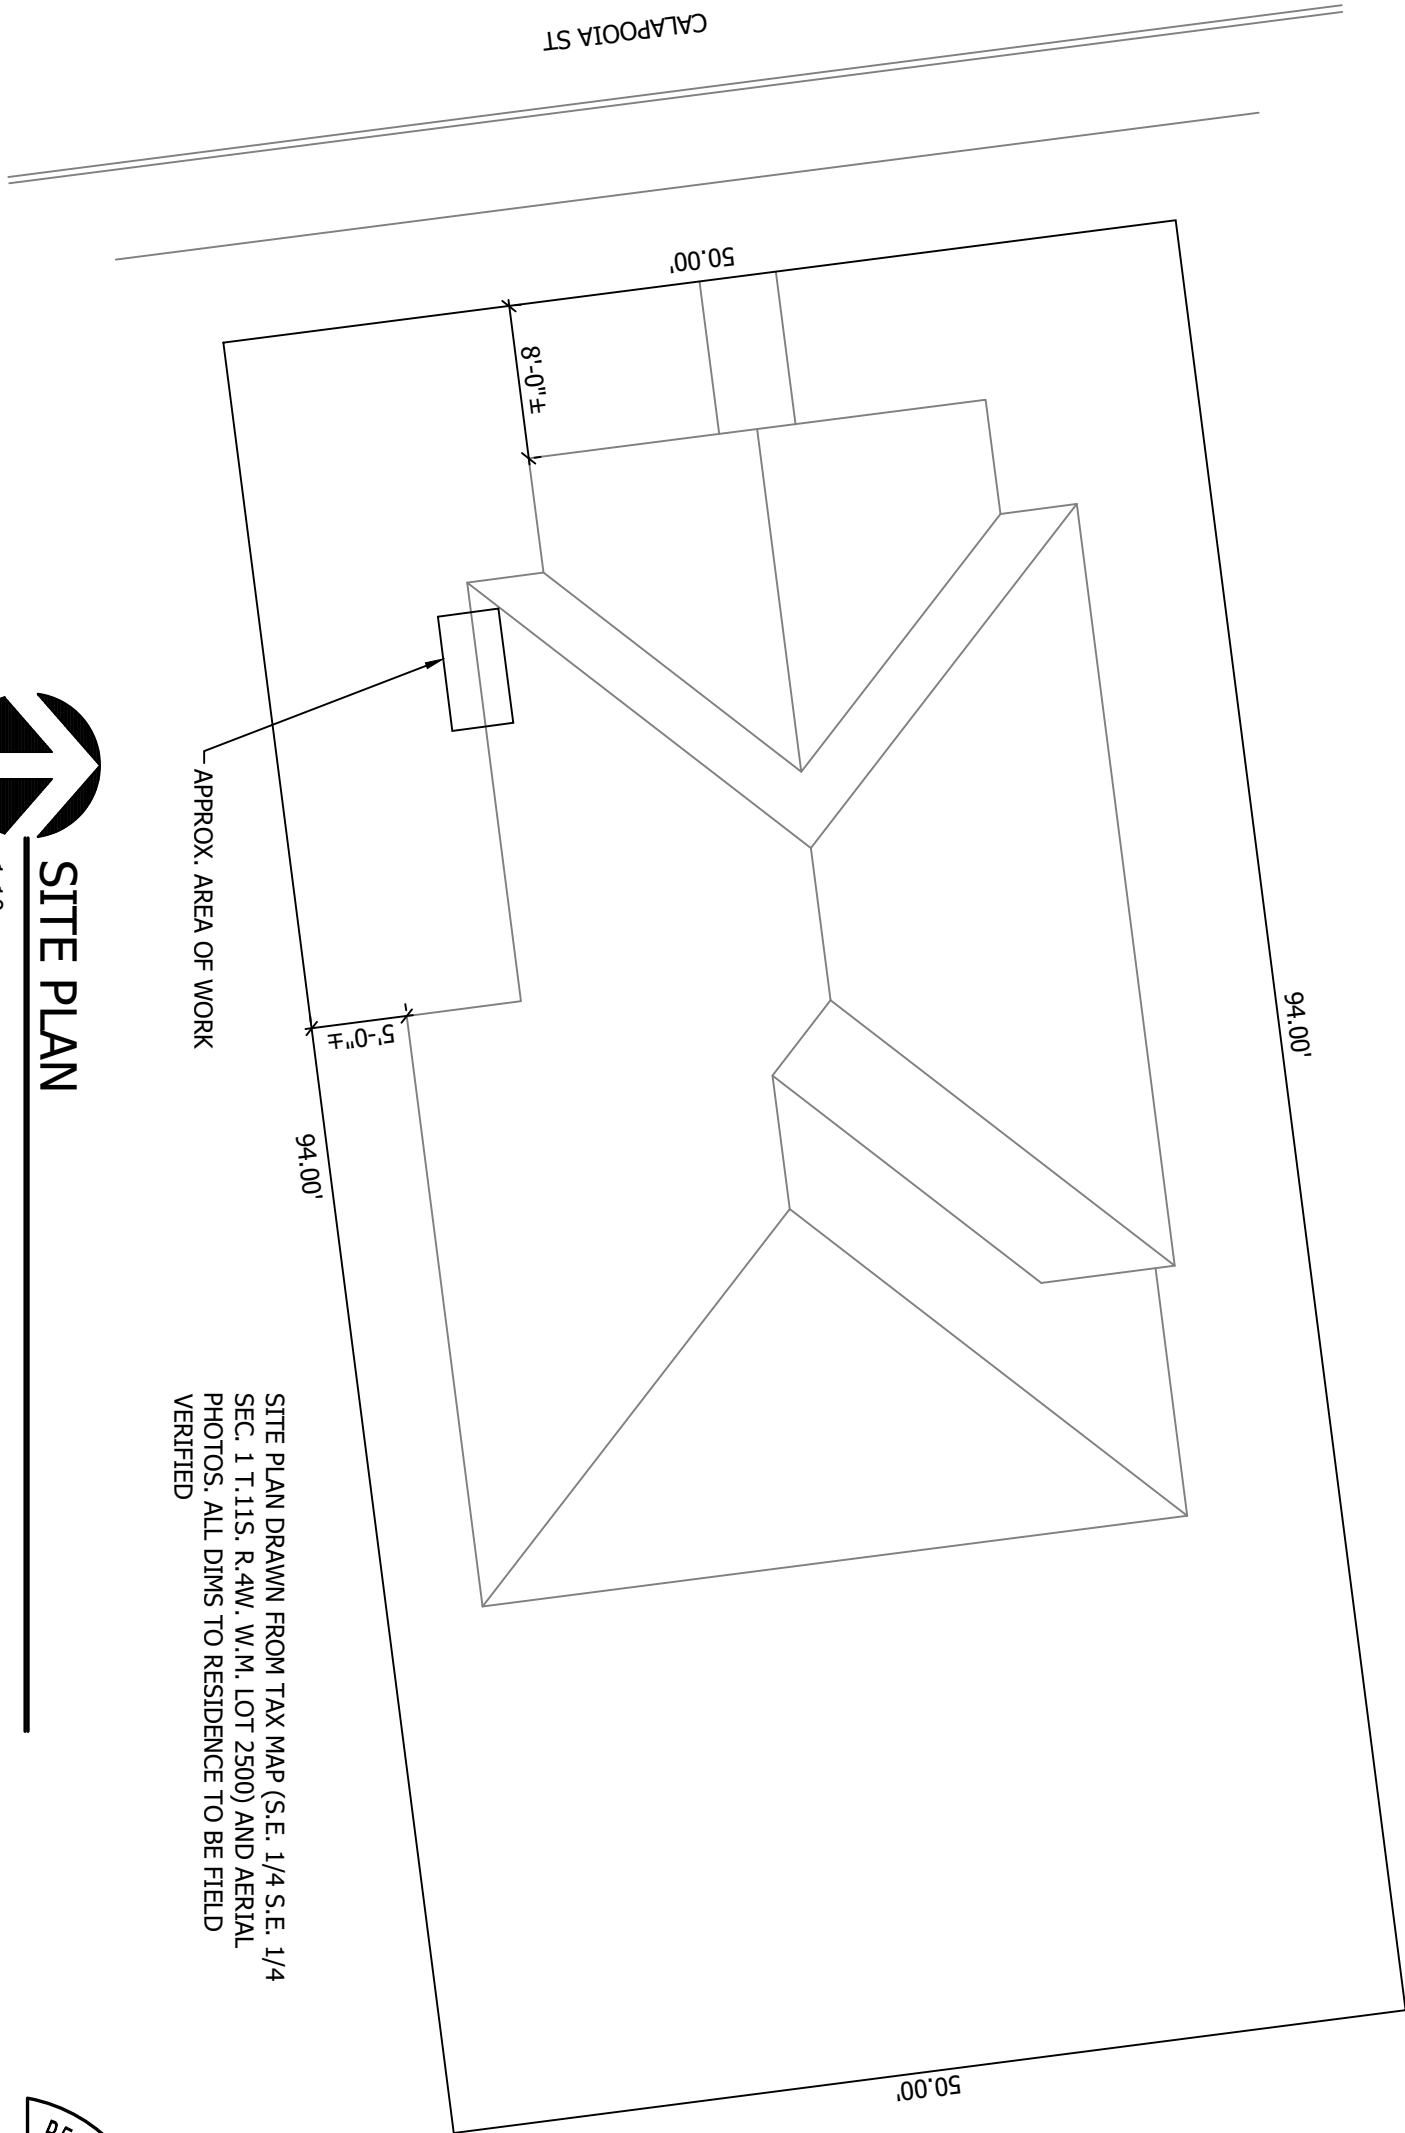 CALAPOOIA ST
50.00'
8'-0"±
94.00'
APPROX. AREA OF WORK
5'-0"±
94.00'
50.00'
SITE PLAN DRAWN FROM TAX MAP (S.E. 1/4 S.E. 1/4
SEC. 1 T.11S. R.4W. W.M. LOT 2500) AND AERIAL
PHOTOS. ALL DIMS TO RESIDENCE TO BE FIELD
VERIFIED
SITE PLAN